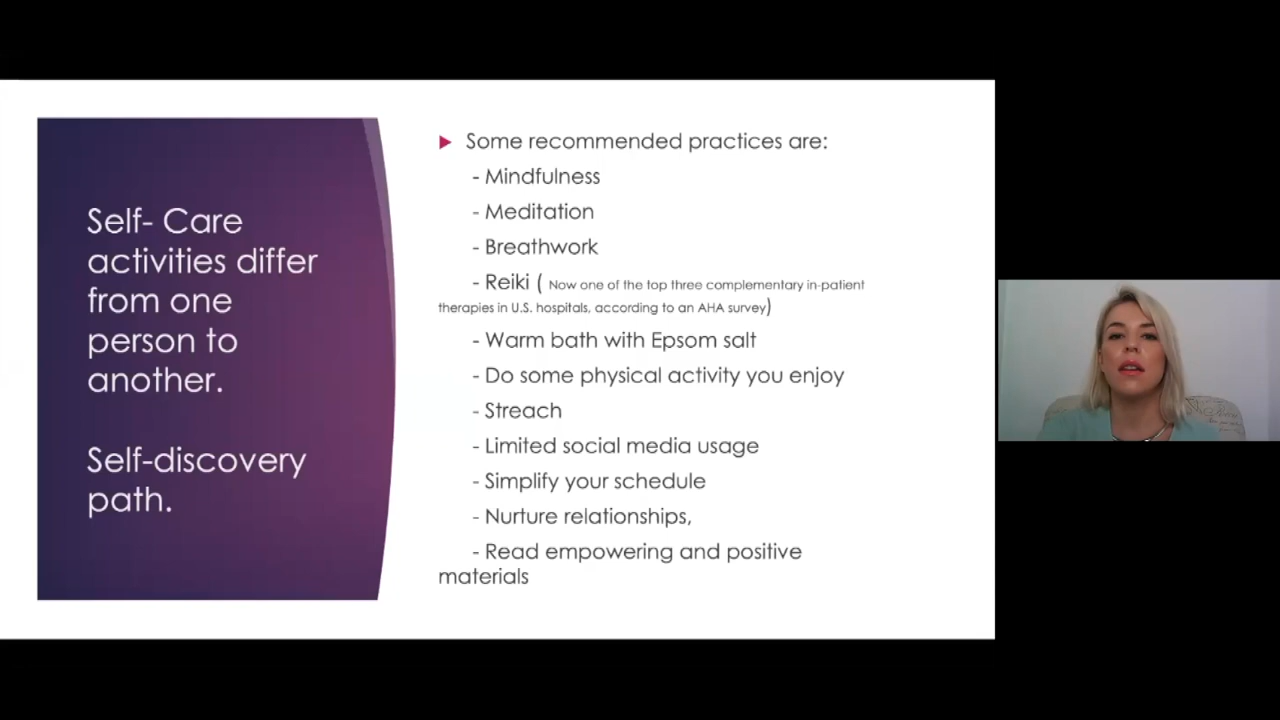 Self- Care
activities differ
from one
person to
another.
Self-discovery
path.
Some recommended practices are:
- Mindfulness
- Meditation
- Breathwork
- Reiki ( Now one of the top three complementary in-patient
therapies in U.S. hospitals, according to an AHA survey)
- Warm bath with Epsom salt
- Do some physical activity you enjoy
- Streach
- Limited social media usage
- Simplify your schedule
- Nurture relationships,
- Read empowering and positive
materials